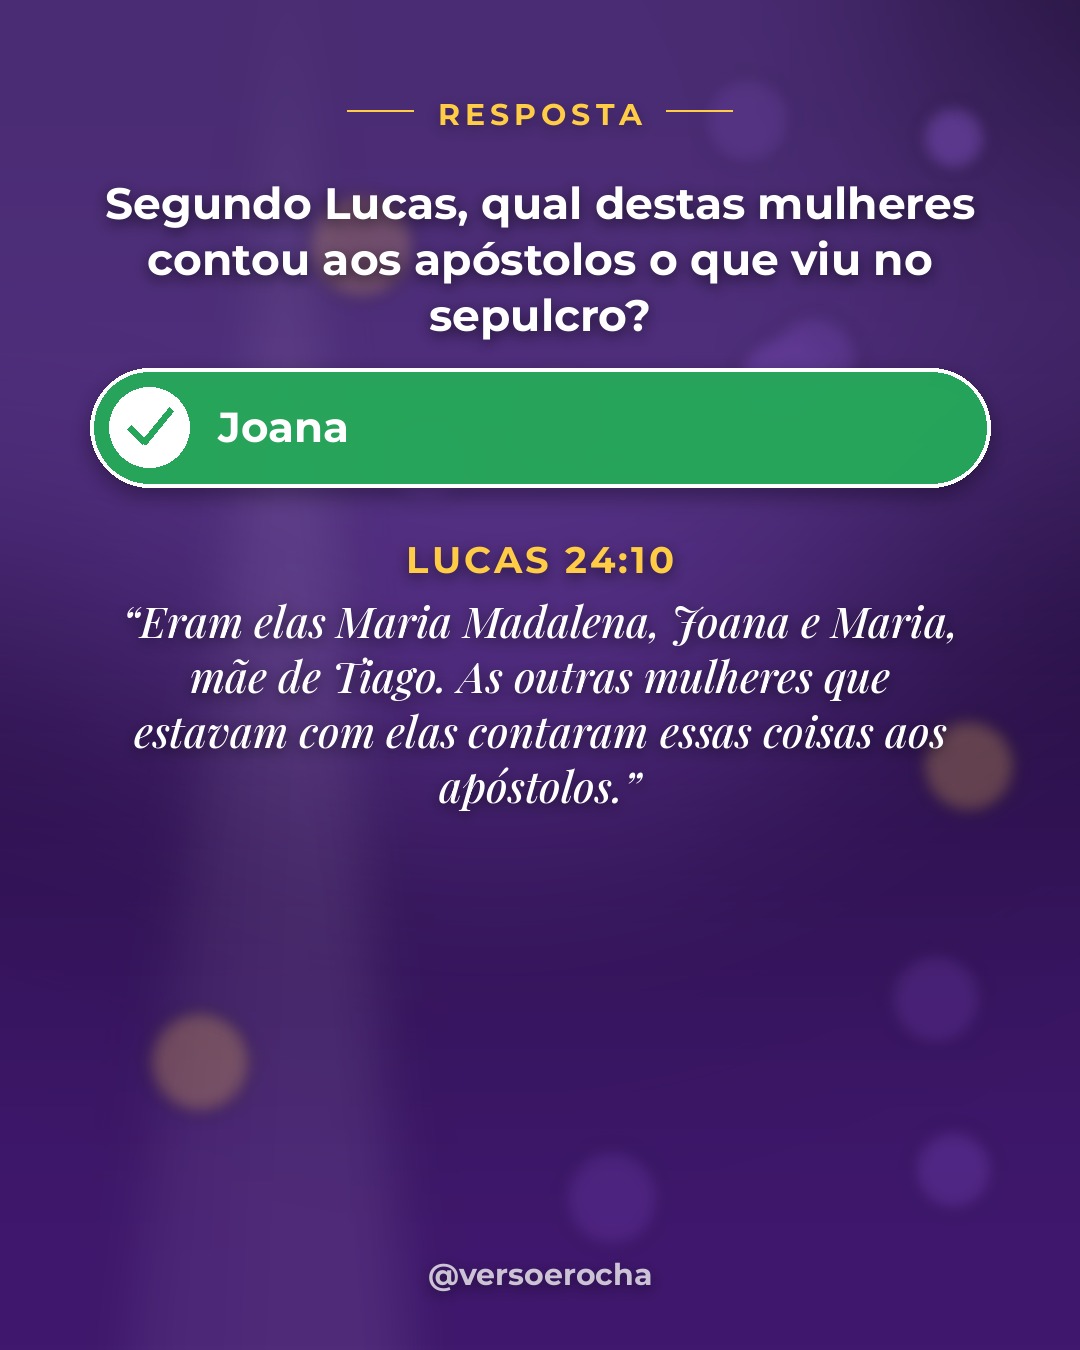 RESPOSTA
Segundo Lucas, qual destas mulheres
contou aos apóstolos o que viu no
sepulcro?
Joana
LUCAS 24:10
“Eram elas Maria Madalena, Joana e Maria,
mãe de Tiago. As outras mulheres que
estavam com elas contaram essas coisas aos
apóstolos.”
@versoerocha